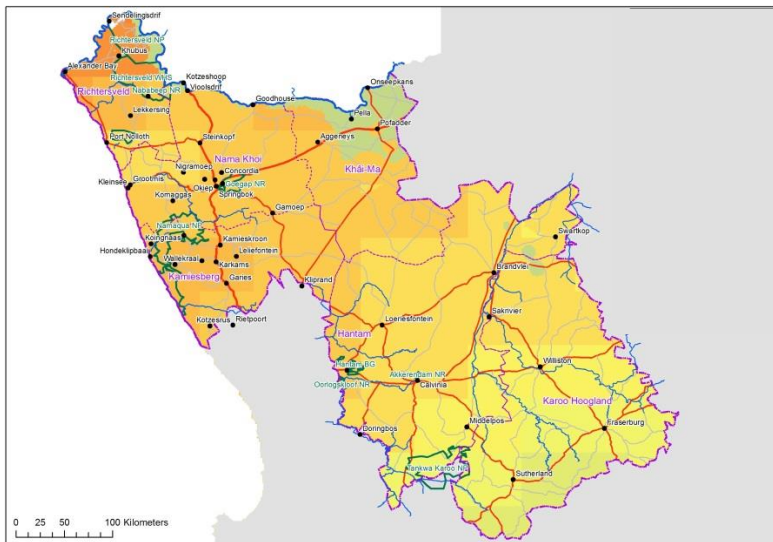 Sendelingsdrif
Richtersveld NP
Khubus
Alexander Bay
Richtersveld WHS
Kotzeshoop
Vioolsdrif
Richtersveld
Nababeep NR
Goodhouse
Onseepkans
Lekkersing
Pella
Pofadder
Port Nolloth
Steinkopf
Aggeneys
Nama Khoi
Khâi-Ma
Nigramoep
Concordia
Kleinsee
Grootmis
Okiep
Goegap NR
Springbok
Komaggas
Gamoep
Namaqua NP
Koingnaas
Kamieskroon
Hondeklipbaai
Leliefontein
Wallekraal
Karkams
Kamiesberg
Garies
Kliprand
Kotzesrus
Rietpoort
Swartkop
Brandvlei
Sakrivier
Loeriesfontein
Hantam
Hantam BG
Akkerendam NR
Oorlogskloof NR
Calvinia
Williston
Karoo Hoogland
Middelpos
Fraserburg
Doringbos
Tankwa Karoo NP
Sutherland
0 25 50 100 Kilometers